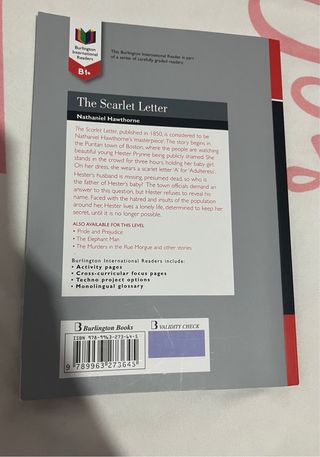 Burlington
International
Readers
B1+
This Burlington International Reader is part
of a series of carefully graded readers.
The Scarlet Letter
Nathaniel Hawthorne
The Scarlet Letter, published in 1850, is considered to be
Nathaniel Hawthorne's masterpiece. The story begins in
the Puritan town of Boston, where the people are watching
beautiful young Hester Prynne being publicly shamed. She
stands in the crowd for three hours, holding her baby girl.
On her dress, she wears a scarlet letter 'A' for 'Adulteress'.
Hester's husband is missing, presumed dead, so who is
the father of Hester's baby? The town officials demand an
answer to this question, but Hester refuses to reveal his
name. Faced with the hatred and insults of the population
around her, Hester lives a lonely life, determined to keep her
secret, until it is no longer possible.
ALSO AVAILABLE FOR THIS LEVEL
• Pride and Prejudice
• The Elephant Man
• The Murders in the Rue Morgue and other stories
Burlington International Readers include:
• Activity pages
• Cross-curricular focus pages
• Techno project options
• Monolingual glossary
B Burlington Books
B VALIDITY CHECK
ISBN 978-9963-273-64-5
9 789963 273645